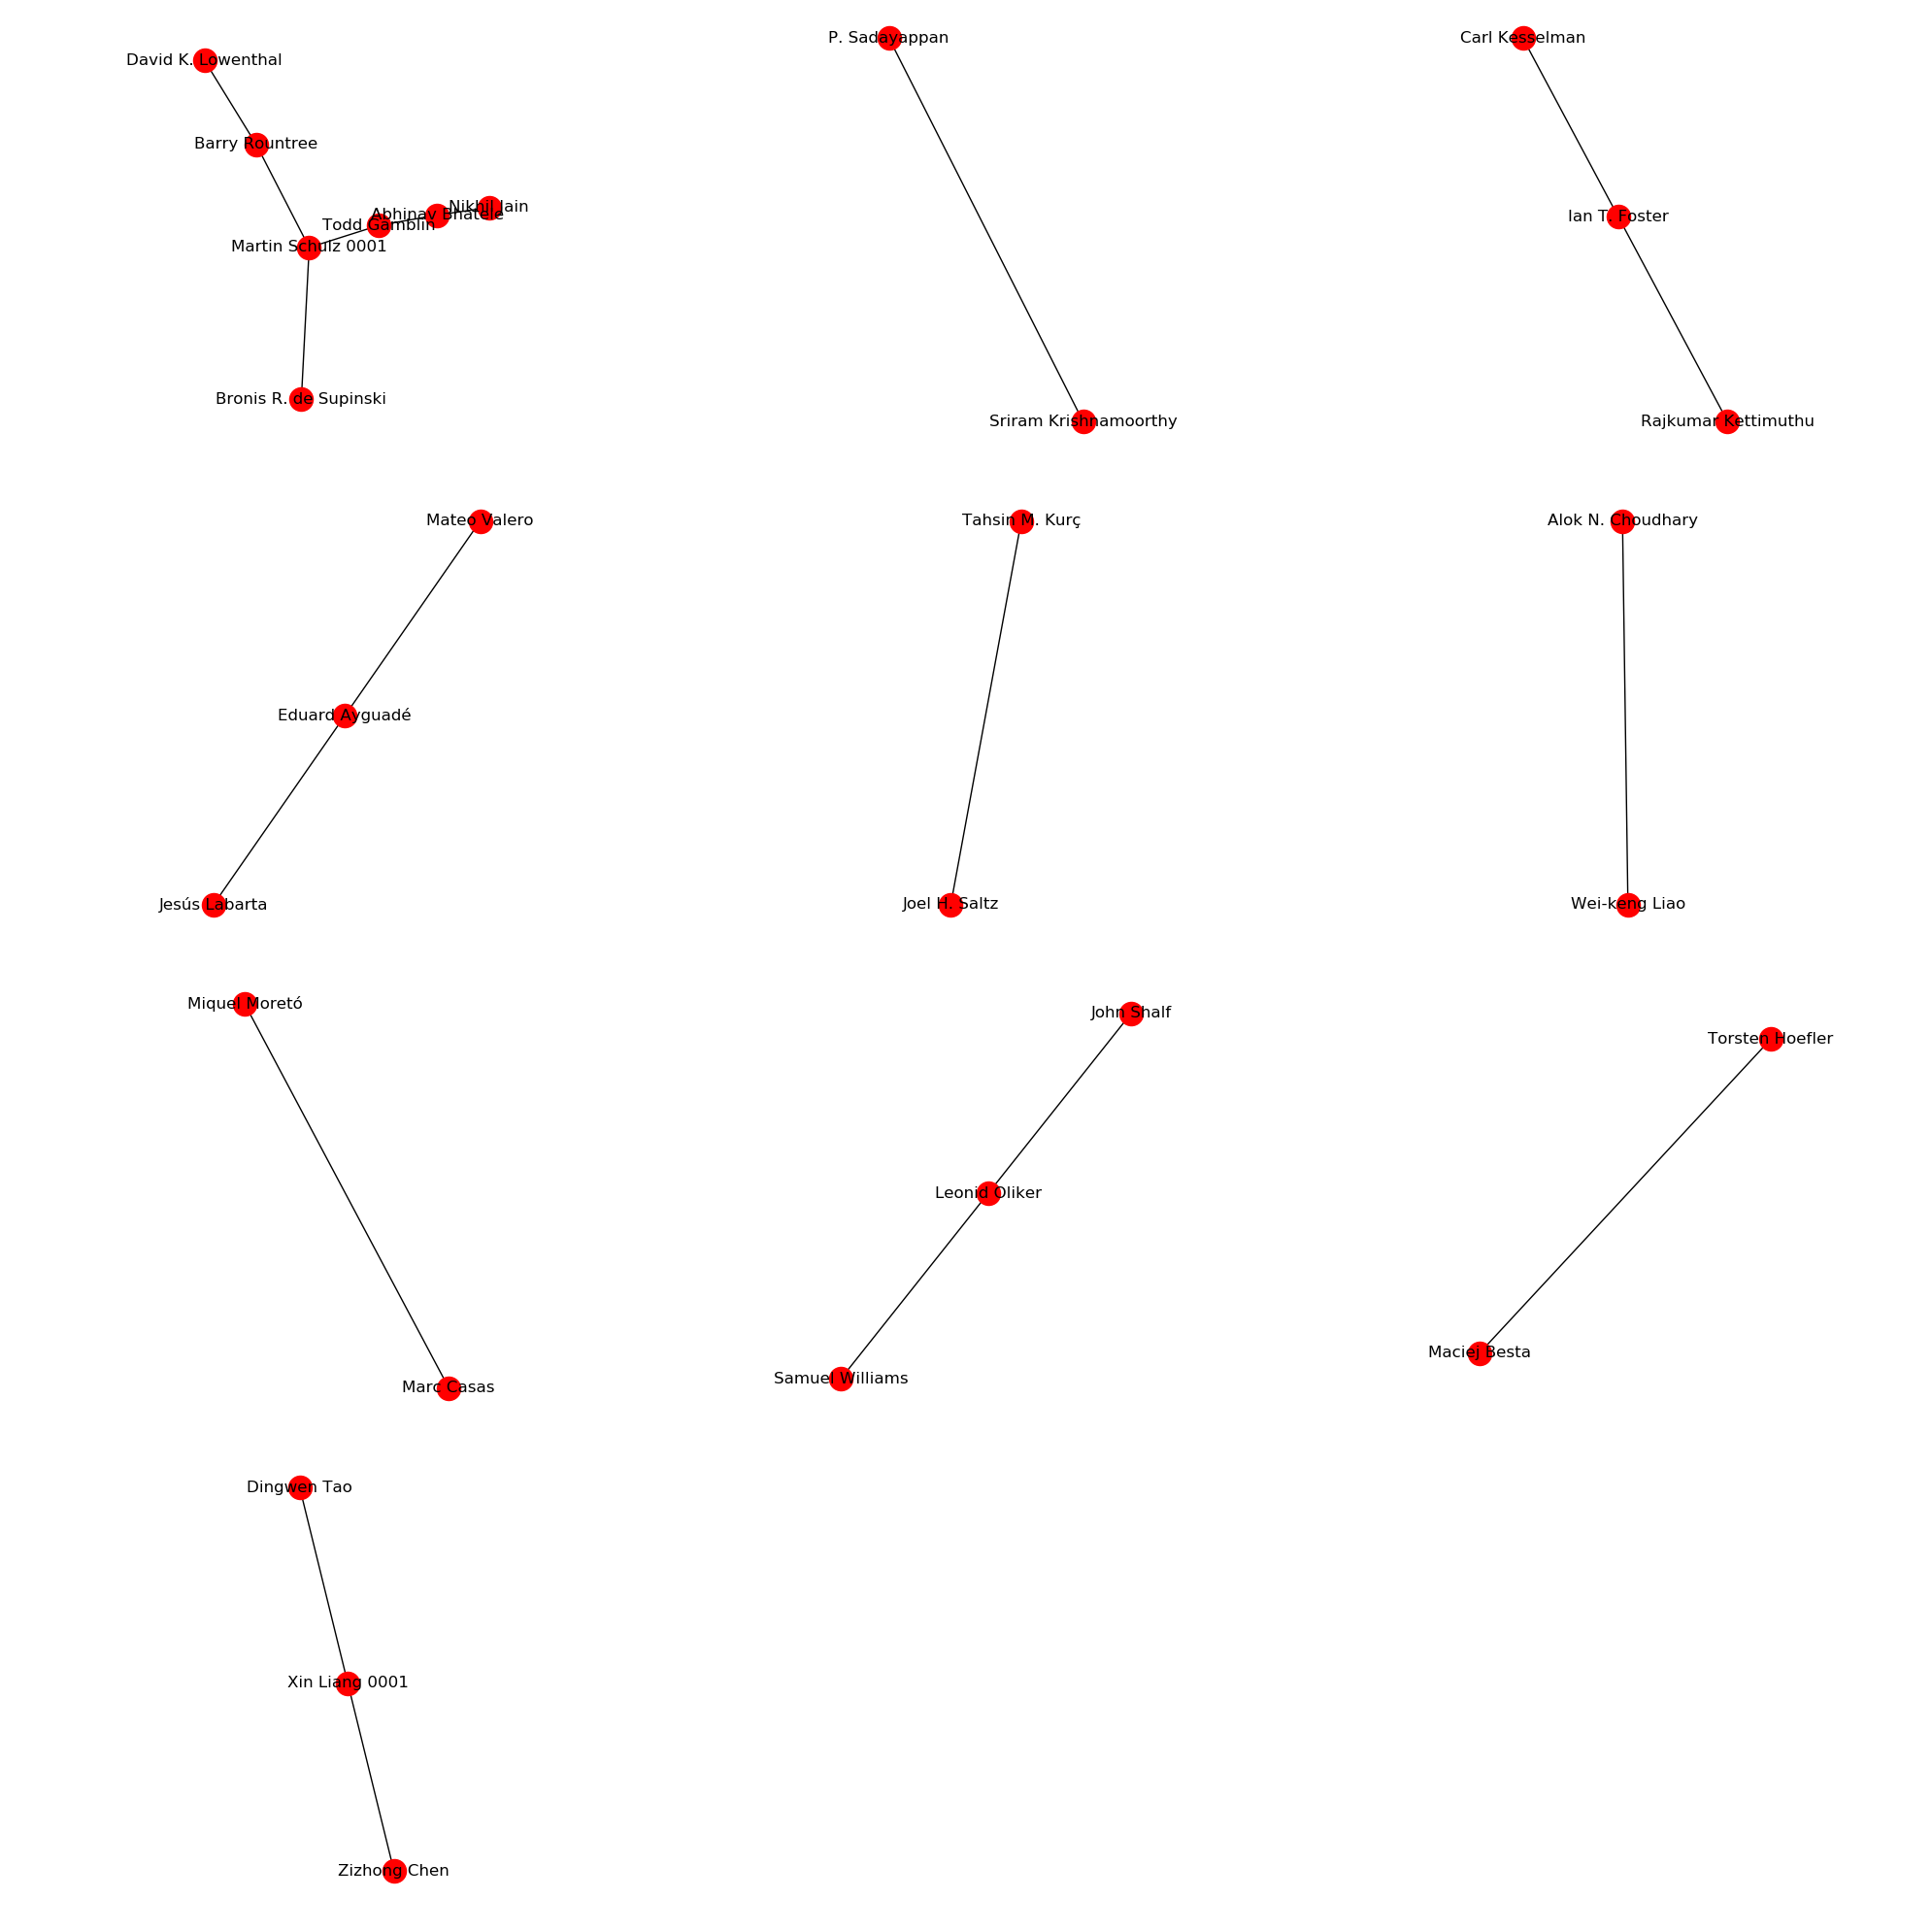 David K. Lowenthal
Barry Rountree
Nikhil Jain
Abhinav Bhatele
Todd Gamblin
Martin Schulz 0001
Bronis R. de Supinski
P. Sadayappan
Sriram Krishnamoorthy
Carl Kesselman
Ian T. Foster
Rajkumar Kettimuthu
Mateo Valero
Eduard Ayguadé
Jesús Labarta
Tahsin M. Kurç
Joel H. Saltz
Alok N. Choudhary
Wei-keng Liao
Miquel Moretó
Marc Casas
John Shalf
Leonid Oliker
Samuel Williams
Torsten Hoefler
Maciej Besta
Dingwen Tao
Xin Liang 0001
Zizhong Chen